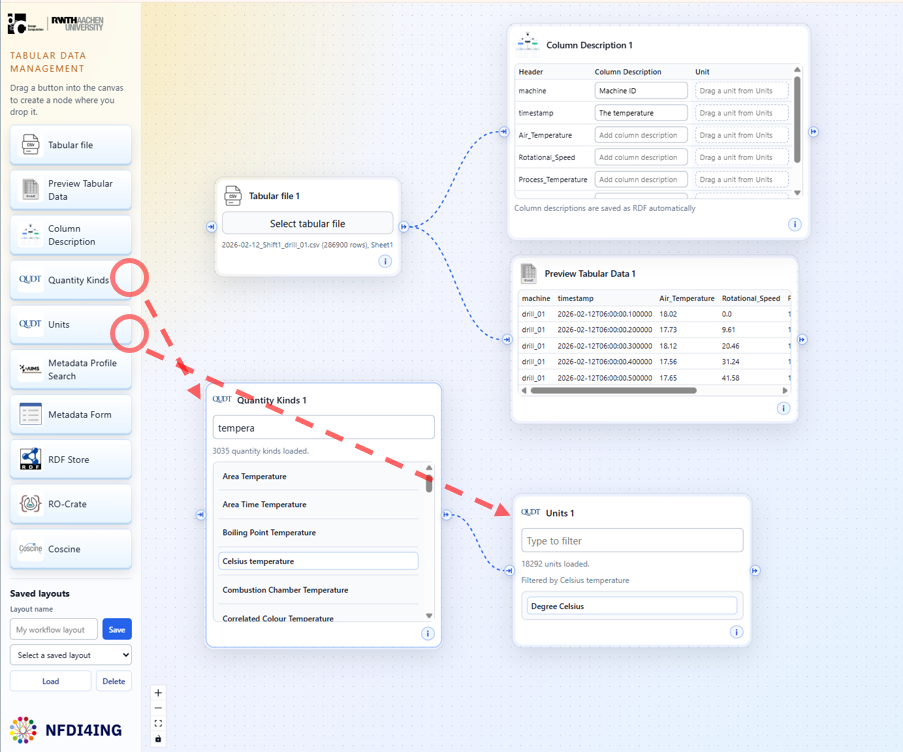 Design
Computation
RWTH AACHEN
UNIVERSITY
TABULAR DATA
MANAGEMENT
Drag a button into the canvas
to create a node where you
drop it.
Tabular file
Preview Tabular
Data
Column
Description
QUDT Quantity Kinds
QUDT Units
AIMS Metadata Profile
Search
Metadata Form
RDF RDF Store
RO-Crate
Coscine Coscine
Saved layouts
Layout name
My workflow layout Save
Select a saved layout
Load Delete
NFDI4ING
CSV Tabular file 1
Select tabular file
2026-02-12_Shift1_drill_01.csv (286900 rows), Sheet1
Column Description 1
Header Column Description Unit
machine Machine ID Drag a unit from Units
timestamp The temperature Drag a unit from Units
Air_Temperature Add column description Drag a unit from Units
Rotational_Speed Add column description Drag a unit from Units
Process_Temperature Add column description Drag a unit from Units
Column descriptions are saved as RDF automatically
Preview Tabular Data 1
machine timestamp Air_Temperature Rotational_Speed
drill_01 2026-02-12T06:00:00.100000 18.02 0.0 1
drill_01 2026-02-12T06:00:00.200000 17.73 9.61 1
drill_01 2026-02-12T06:00:00.300000 18.12 20.46 1
drill_01 2026-02-12T06:00:00.400000 17.56 31.24 1
drill_01 2026-02-12T06:00:00.500000 17.65 41.58 1
QUDT Quantity Kinds 1
tempera
3035 quantity kinds loaded.
Area Temperature
Area Time Temperature
Boiling Point Temperature
Celsius temperature
Combustion Chamber Temperature
Correlated Colour Temperature
QUDT Units 1
Type to filter
18292 units loaded.
Filtered by Celsius temperature
Degree Celsius